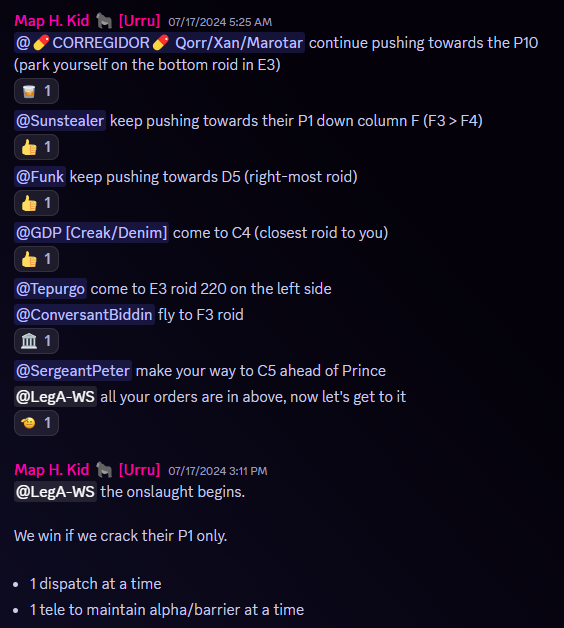 Map H. Kid 🦍 [Urru] 07/17/2024 5:25 AM
@💊CORREGIDOR💊 Qorr/Xan/Marotar continue pushing towards the P10
(park yourself on the bottom roid in E3)
🥃 1
@Sunstealer keep pushing towards their P1 down column F (F3 > F4)
👍 1
@Funk keep pushing towards D5 (right-most roid)
👍 1
@GDP [Creak/Denim] come to C4 (closest roid to you)
👍 1
@Tepurgo come to E3 roid 220 on the left side
@ConversantBiddin fly to F3 roid
🏛️ 1
@SergeantPeter make your way to C5 ahead of Prince
@LegA-WS all your orders are in above, now let's get to it
🫡 1
Map H. Kid 🦍 [Urru] 07/17/2024 3:11 PM
@LegA-WS the onslaught begins.
We win if we crack their P1 only.
• 1 dispatch at a time
• 1 tele to maintain alpha/barrier at a time